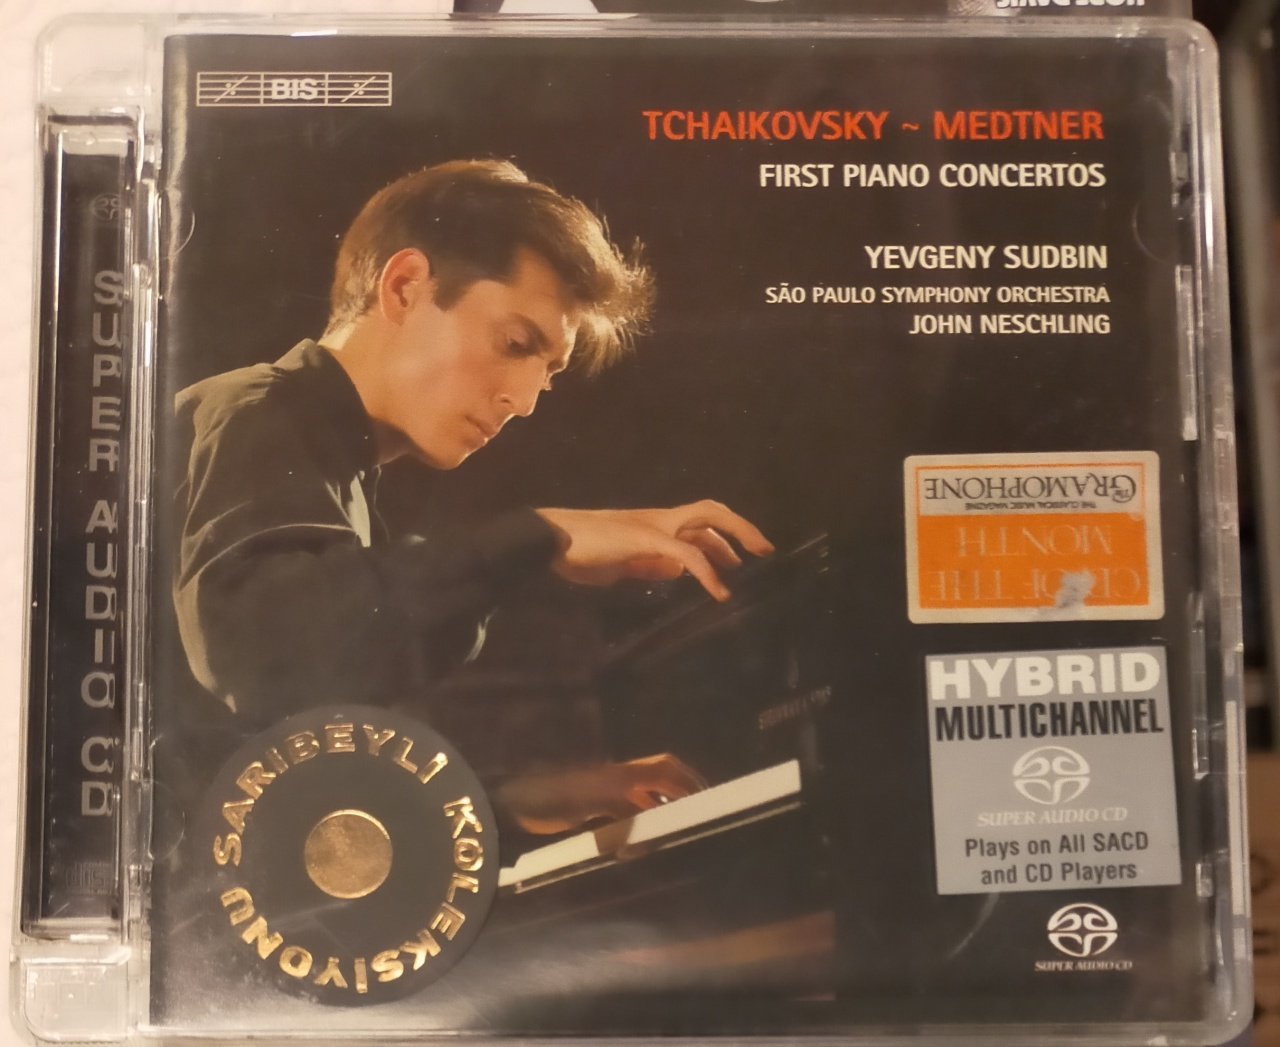 BIS
TCHAIKOVSKY ~ MEDTNER
FIRST PIANO CONCERTOS
YEVGENY SUDBIN
SÃO PAULO SYMPHONY ORCHESTRA
JOHN NESCHLING
SUPER AUDIO CD
CD OF THE
MONTH
THE CLASSICAL MUSIC MAGAZINE
The GRAMOPHONE
HYBRID
MULTICHANNEL
SUPER AUDIO CD
Plays on All SACD
and CD Players
SUPER AUDIO CD
SARIBEYLİ KOLEKSİYONU